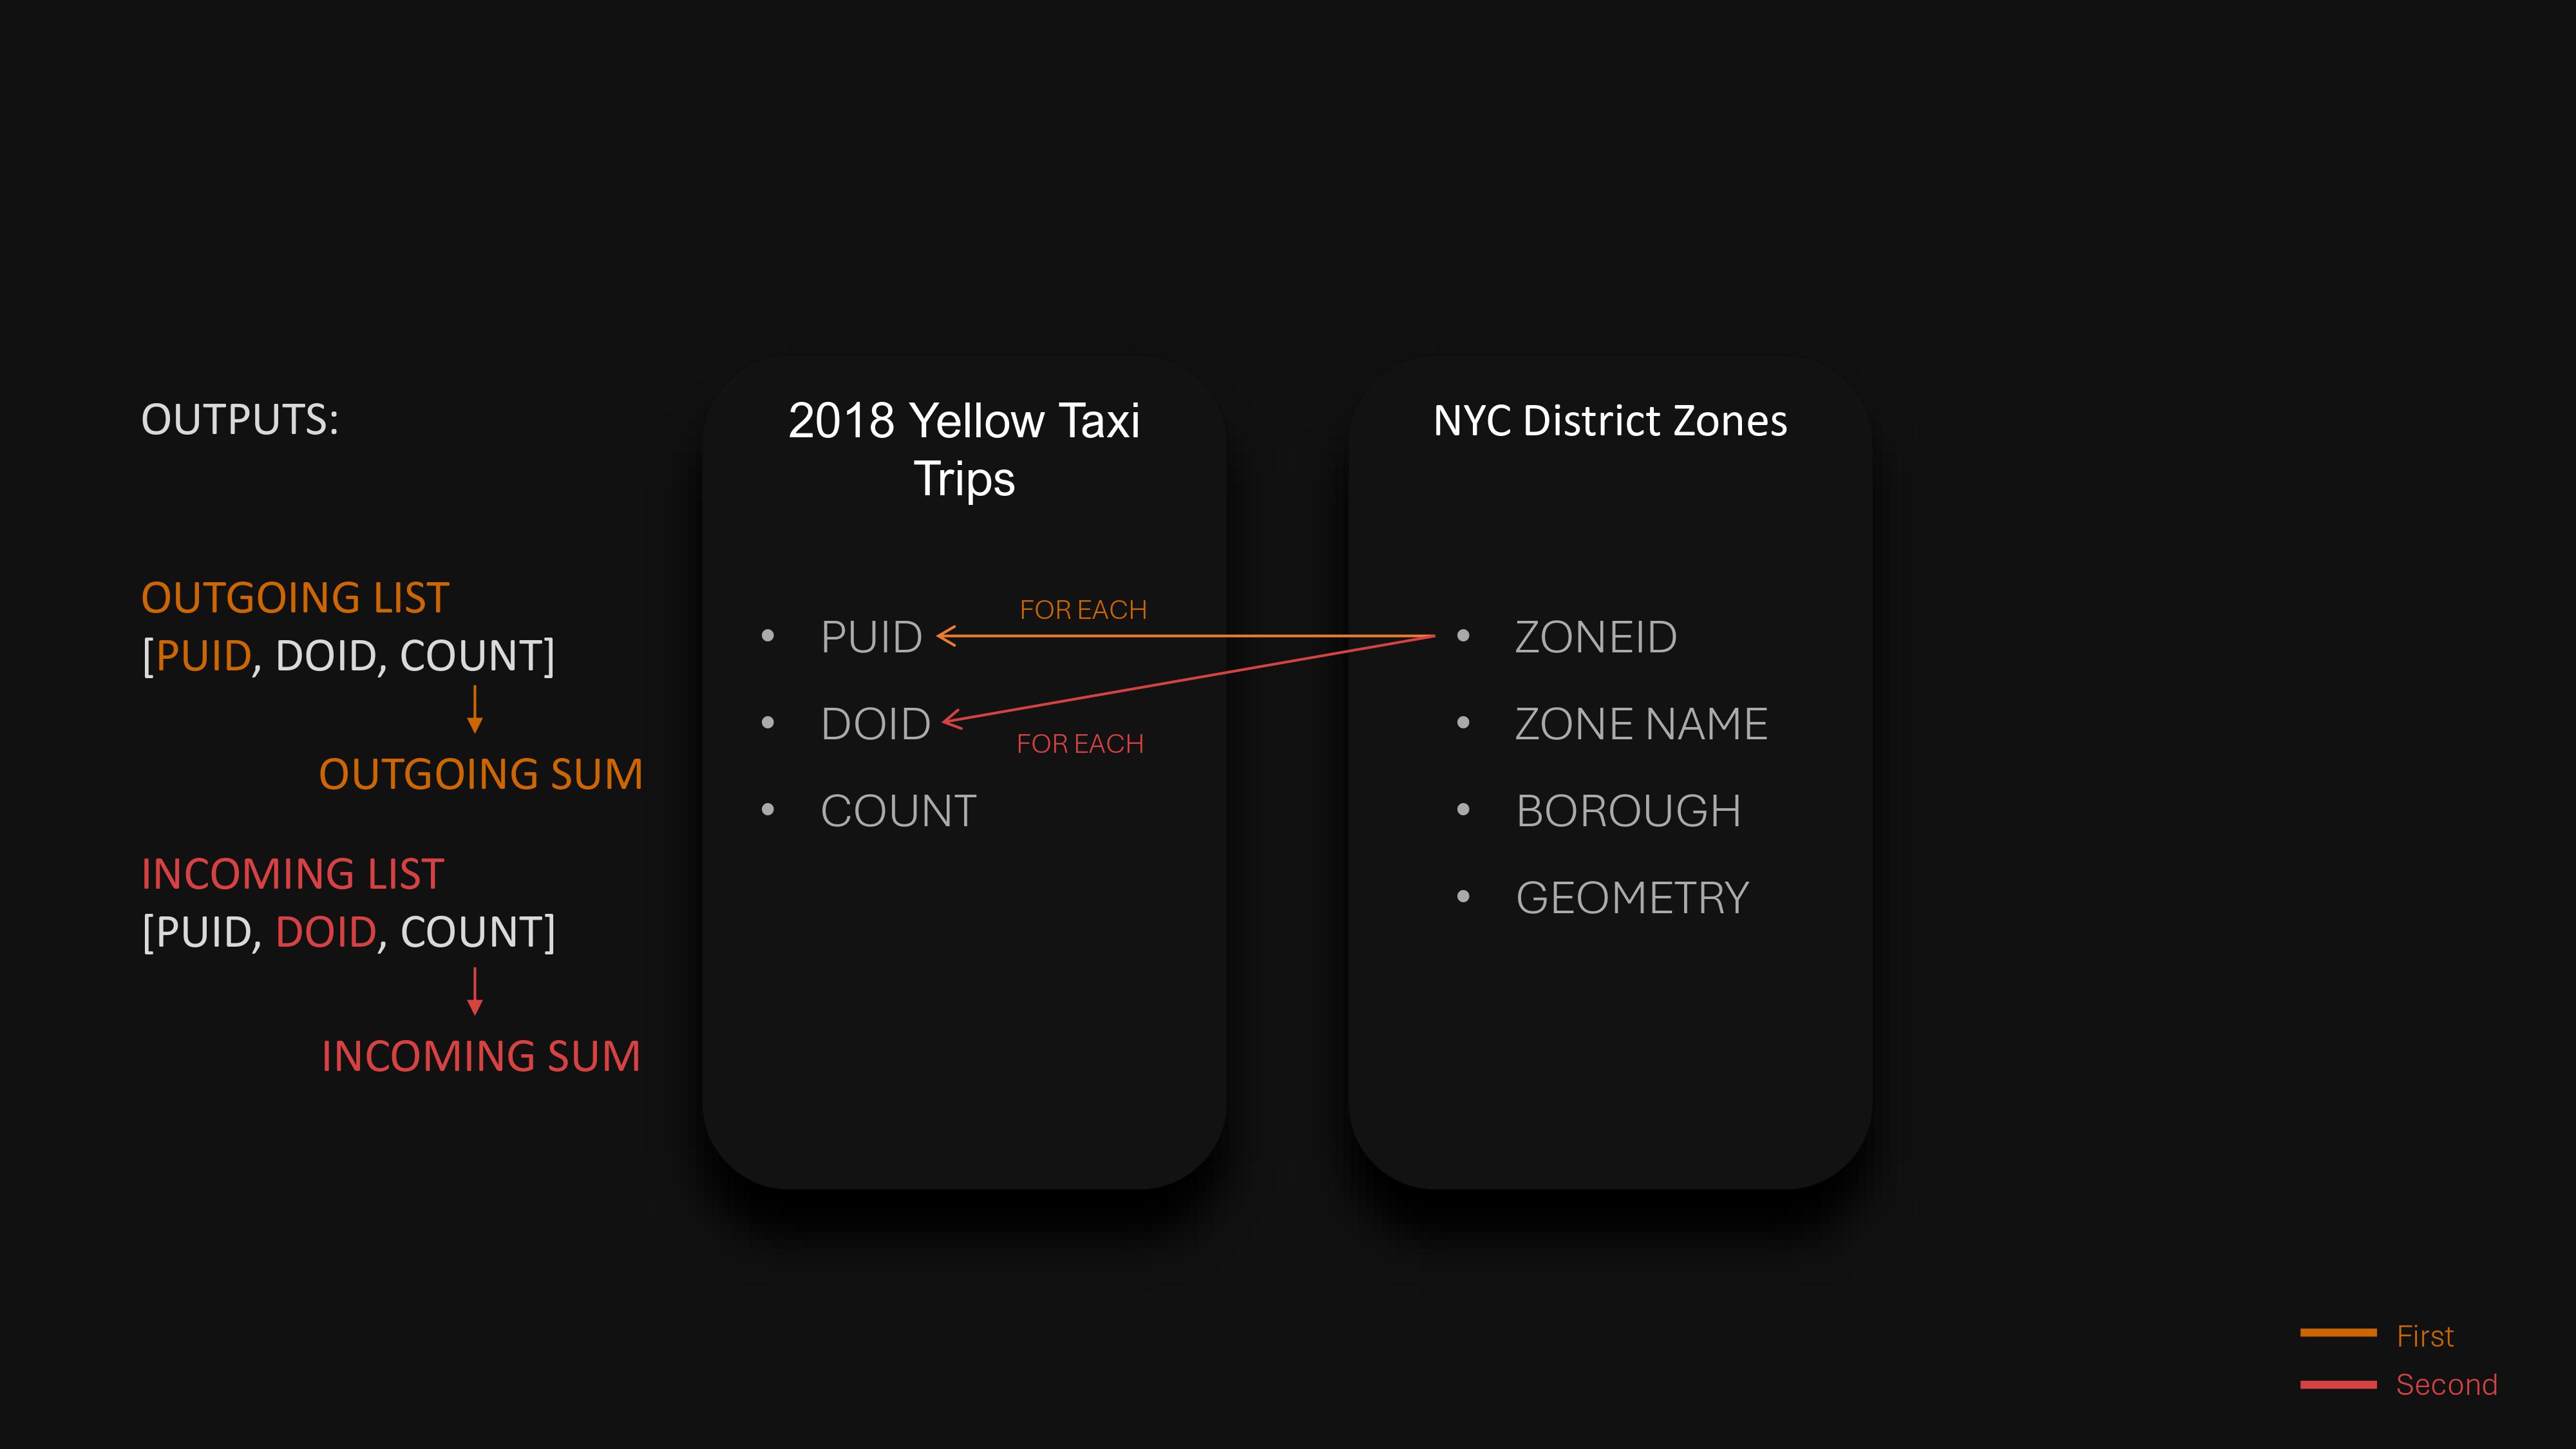 OUTPUTS:
OUTGOING LIST
[PUID, DOID, COUNT]
OUTGOING SUM
INCOMING LIST
[PUID, DOID, COUNT]
INCOMING SUM
2018 Yellow Taxi
Trips
• PUID
• DOID
• COUNT
FOR EACH
FOR EACH
NYC District Zones
• ZONEID
• ZONE NAME
• BOROUGH
• GEOMETRY
First
Second